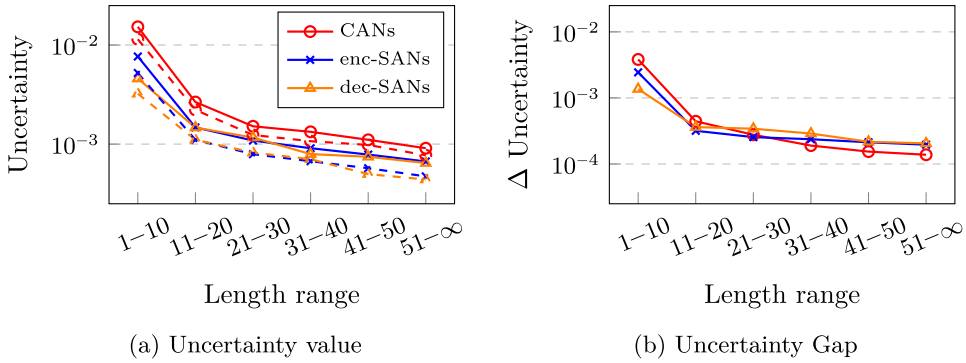 Uncertainty
10⁻²
10⁻³
CANs
enc-SANs
dec-SANs
1–10
11–20
21–30
31–40
41–50
51–∞
Length range
(a) Uncertainty value
Δ Uncertainty
10⁻²
10⁻³
10⁻⁴
1–10
11–20
21–30
31–40
41–50
51–∞
Length range
(b) Uncertainty Gap